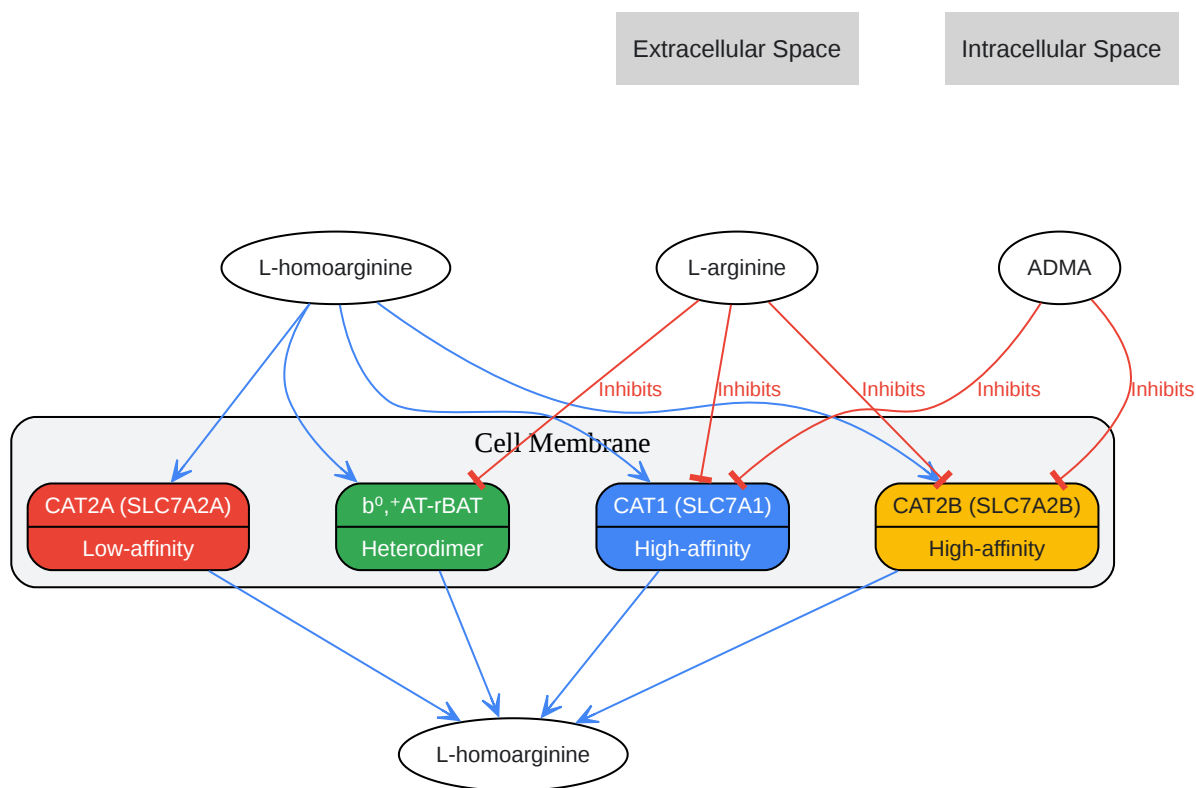 Extracellular Space
Intracellular Space
L-homoarginine
L-arginine
ADMA
Inhibits
Inhibits
Inhibits
Inhibits
Inhibits
Cell Membrane
CAT2A (SLC7A2A)
Low-affinity
b⁰,⁺AT-rBAT
Heterodimer
CAT1 (SLC7A1)
High-affinity
CAT2B (SLC7A2B)
High-affinity
L-homoarginine